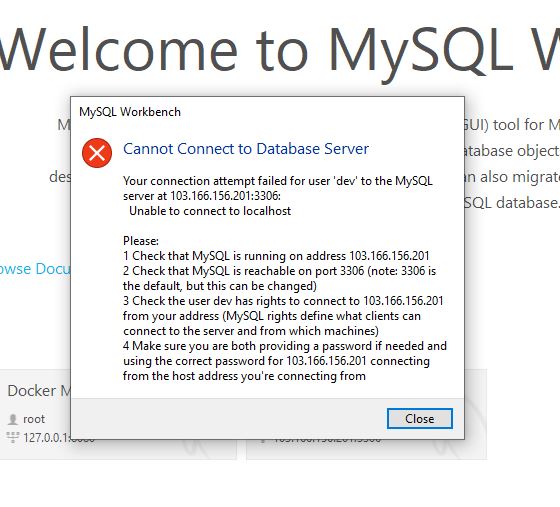 Welcome to MySQL W
MySQL Workbench
Cannot Connect to Database Server
Your connection attempt failed for user 'dev' to the MySQL
server at 103.166.156.201:3306:
Unable to connect to localhost
Please:
1 Check that MySQL is running on address 103.166.156.201
2 Check that MySQL is reachable on port 3306 (note: 3306 is
the default, but this can be changed)
3 Check the user dev has rights to connect to 103.166.156.201
from your address (MySQL rights define what clients can
connect to the server and from which machines)
4 Make sure you are both providing a password if needed and
using the correct password for 103.166.156.201 connecting
from the host address you're connecting from
Close
M
GUI) tool for M
atabase object
des
an also migrate
SQL database.
owse Docu
Docker M
root
127.0.0.1:
103.166.156.201:3306